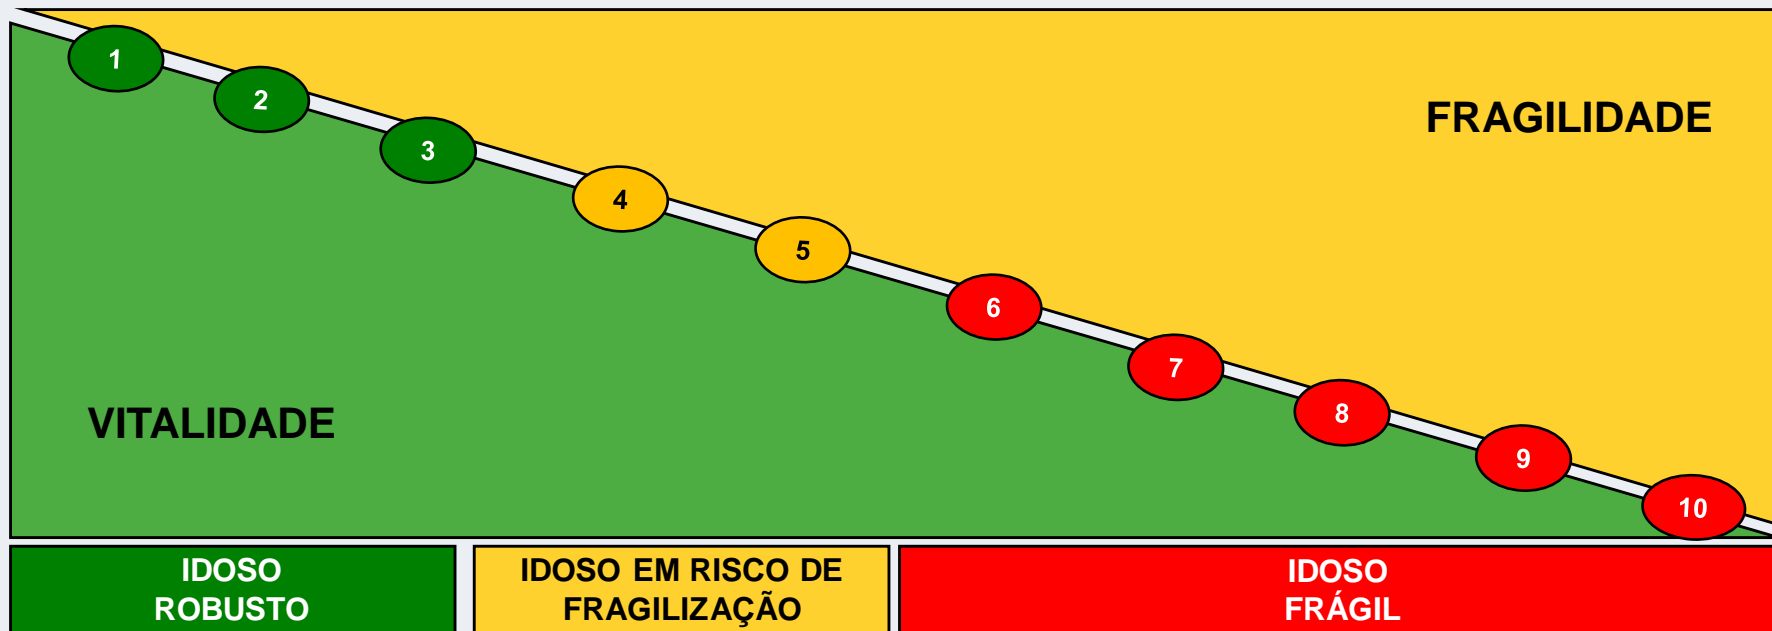 1
2
3
4
5
6
7
8
9
10
FRAGILIDADE
VITALIDADE
IDOSO
ROBUSTO
IDOSO EM RISCO DE
FRAGILIZAÇÃO
IDOSO
FRÁGIL